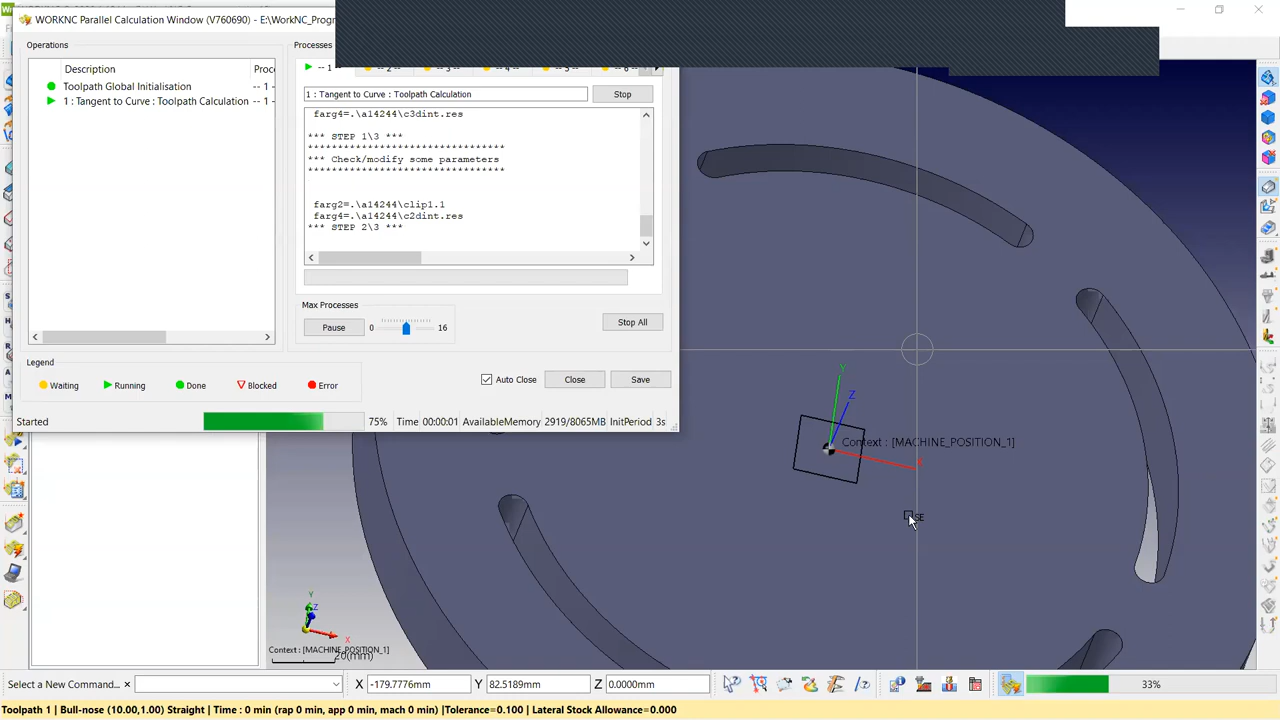 WORKNC Parallel Calculation Window (V760690) - E:\WorkNC_Progr
Operations
Processes
Description
Proce
Toolpath Global Initialisation
-- 1 -
1 : Tangent to Curve : Toolpath Calculation
-- 1 -
-- 1
1 : Tangent to Curve : Toolpath Calculation
Stop
farg4=.\a14244\c3dint.res
*** STEP 1\3 ***
*******************************
*** Check/modify some parameters
*******************************
farg2=.\a14244\clip1.1
farg4=.\a14244\c2dint.res
*** STEP 2\3 ***
Max Processes
Pause
0
16
Stop All
Legend
Waiting
Running
Done
Blocked
Error
Auto Close
Close
Save
Started
75%
Time 00:00:01
AvailableMemory
2919/8065MB
InitPeriod
3s
Y
Z
Context : [MACHINE_POSITION_1]
X
SE
Y
Z
X
Context : [MACHINE_POSITION_1]
20(mm)
Select a New Command...
X
-179.7776mm
Y
82.5189mm
Z
0.0000mm
33%
Toolpath 1 | Bull-nose (10.00,1.00) Straight | Time : 0 min (rap 0 min, app 0 min, mach 0 min) |Tolerance=0.100 | Lateral Stock Allowance=0.000